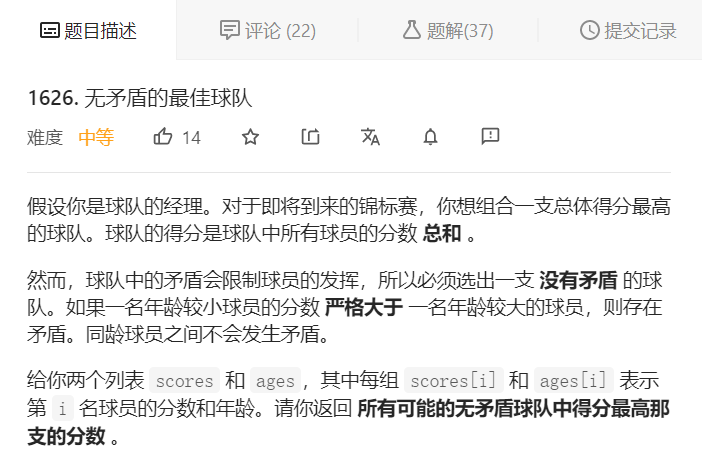 题目描述 评论 (22) 题解(37) 提交记录
1626. 无矛盾的最佳球队
难度 中等 14
假设你是球队的经理。对于即将到来的锦标赛，你想组合一支总体得分最高
的球队。球队的得分是球队中所有球员的分数 总和 。
然而，球队中的矛盾会限制球员的发挥，所以必须选出一支 没有矛盾 的球
队。如果一名年龄较小球员的分数 严格大于 一名年龄较大的球员，则存在
矛盾。同龄球员之间不会发生矛盾。
给你两个列表 scores 和 ages，其中每组 scores[i] 和 ages[i] 表示
第 i 名球员的分数和年龄。请你返回 所有可能的无矛盾球队中得分最高那
支的分数 。